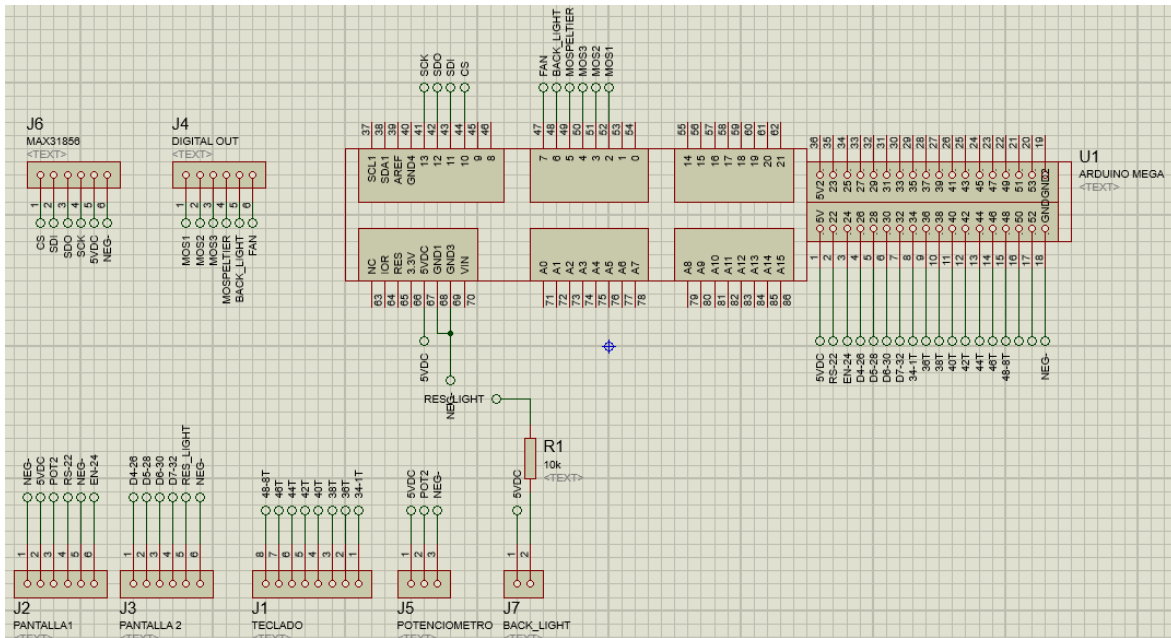 SCK
SDO
SDI
CS
FAN
BACK_LIGHT
MOSPELTIER
MOS3
MOS2
MOS1
J6
MAX31856
<TEXT>
1 2 3 4 5 6
CS
SDI
SDO
SCK
5VDC
NEG-
J4
DIGITAL OUT
<TEXT>
1 2 3 4 5 6
MOS1
MOS2
MOS3
MOSPELTIER
BACK_LIGHT
FAN
37 38 39 40 41 42 43 44 45 46
SCL1 SDA1 AREF GND4 13 12 11 10 9 8
47 48 49 50 51 52 53 54
7 6 5 4 3 2 1 0
55 56 57 58 59 60 61 62
14 15 16 17 18 19 20 21
NC IOR RES 3.3V 5VDC GND1 GND3 VIN
63 64 65 66 67 68 69 70
A0 A1 A2 A3 A4 A5 A6 A7
71 72 73 74 75 76 77 78
A8 A9 A10 A11 A12 A13 A14 A15
79 80 81 82 83 84 85 86
36 35 34 33 32 31 30 29 28 27 26 25 24 23 22 21 20 19
5V2 23 25 27 29 31 33 35 37 39 41 43 45 47 49 51 53 GND2
5V 22 24 26 28 30 32 34 36 38 40 42 44 46 48 50 52 GND
1 2 3 4 5 6 7 8 9 10 11 12 13 14 15 16 17 18
U1
ARDUINO MEGA
<TEXT>
5VDC
RS-22
EN-24
D4-26
D5-28
D6-30
D7-32
34-1T
36T
38T
40T
42T
44T
46T
48-8T
NEG-
5VDC
NEG-
RES_LIGHT
R1
10k
<TEXT>
NEG-
5VDC
POT2
RS-22
NEG-
EN-24
1 2 3 4 5 6
J2
PANTALLA1
<TEXT>
D4-26
D5-28
D6-30
D7-32
RES_LIGHT
NEG-
1 2 3 4 5 6
J3
PANTALLA 2
<TEXT>
48-8T
46T
44T
42T
40T
38T
36T
34-1T
8 7 6 5 4 3 2 1
J1
TECLADO
<TEXT>
5VDC
POT2
NEG-
1 2 3
J5
POTENCIOMETRO
<TEXT>
5VDC
1 2
J7
BACK_LIGHT
<TEXT>